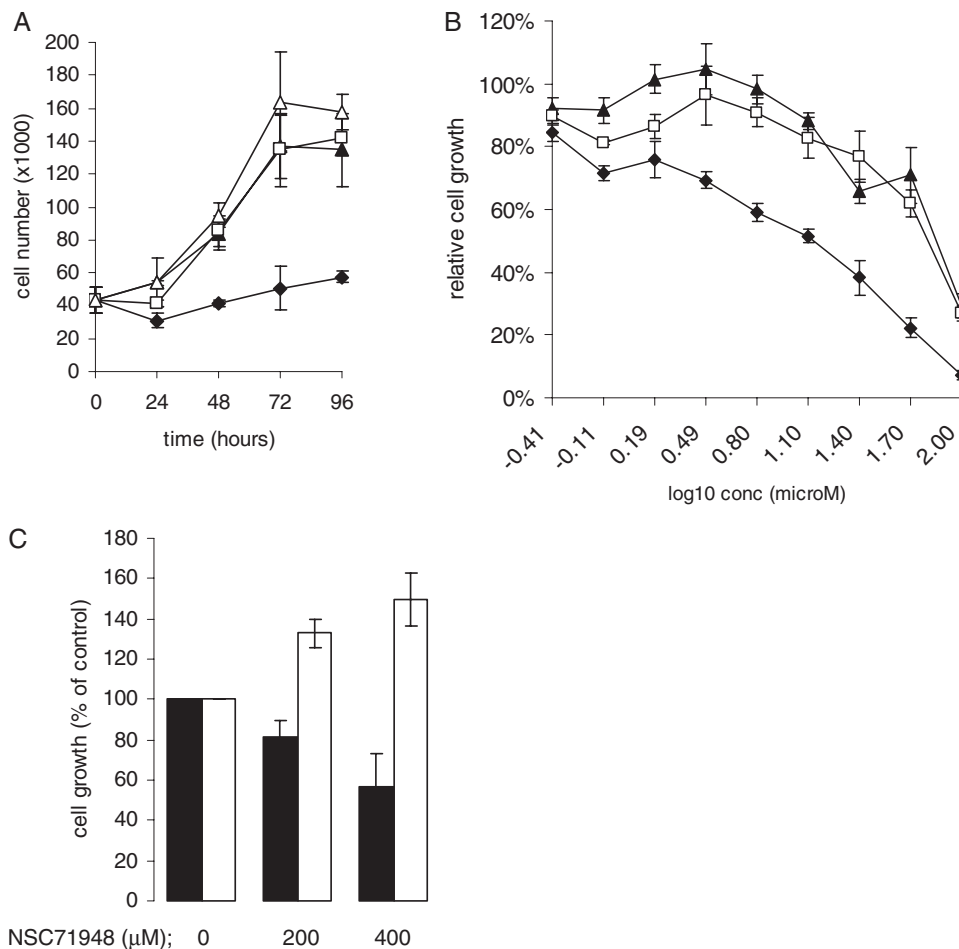 A
cell number (x1000)
200
180
160
140
120
100
80
60
40
20
0
0 24 48 72 96
time (hours)
B
relative cell growth
120%
100%
80%
60%
40%
20%
0%
-0.41 -0.11 0.19 0.49 0.80 1.10 1.40 1.70 2.00
log10 conc (microM)
C
cell growth (% of control)
180
160
140
120
100
80
60
40
20
0
NSC71948 (μM); 0 200 400